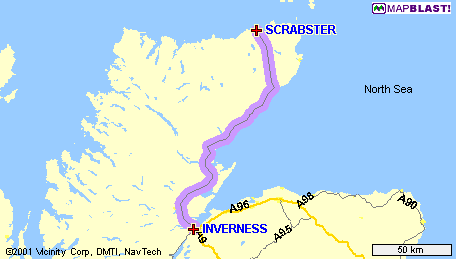 MAPBLAST!
SCRABSTER
North Sea
A96
A98
A90
INVERNESS
A9
A95
©2001 Vicinity Corp, DMTI, NavTech
50 km